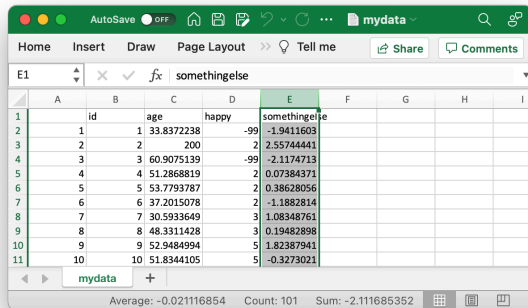 AutoSave OFF mydata
Home Insert Draw Page Layout >> Tell me Share Comments
E1 fx somethingelse
A B C D E F G H I
1 id age happy somethingelse
2 1 1 33.8372238 -99 -1.9411603
3 2 2 200 2 2.55744441
4 3 3 60.9075139 -99 -2.1174713
5 4 4 51.2868819 2 0.07384371
6 5 5 53.7793787 2 0.38628056
7 6 6 37.2015078 2 -1.1882814
8 7 7 30.5933649 3 1.08348761
9 8 8 48.3311428 3 0.19482898
10 9 9 52.9484994 5 1.82387941
11 10 10 51.8344105 5 -0.3273021
mydata +
Average: -0.021116854 Count: 101 Sum: -2.111685352